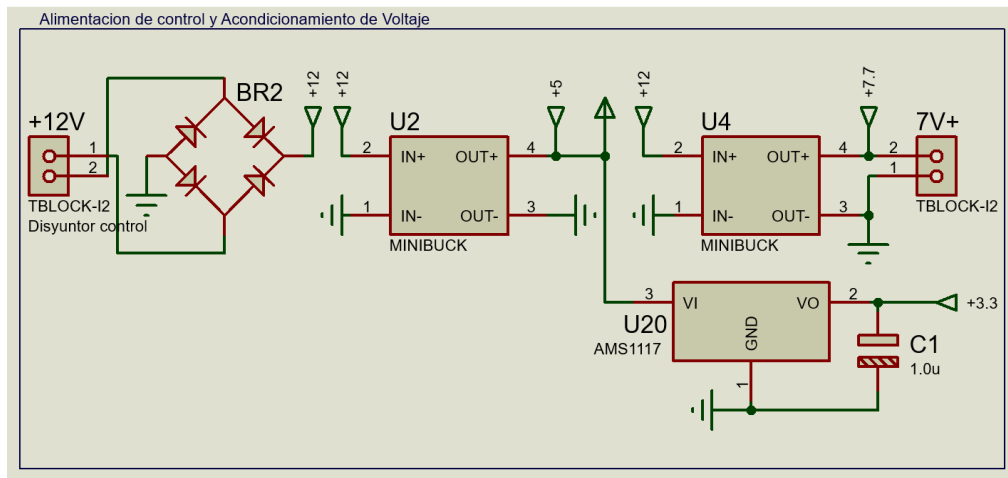 Alimentacion de control y Acondicionamiento de Voltaje
+12V
1
2
TBLOCK-I2
Disyuntor control
BR2
+12
+12
U2
2
IN+
OUT+
4
1
IN-
OUT-
3
MINIBUCK
+5
+12
U4
2
IN+
OUT+
4
1
IN-
OUT-
3
MINIBUCK
+7.7
7V+
2
1
TBLOCK-I2
3
VI
VO
2
GND
1
U20
AMS1117
+3.3
C1
1.0u